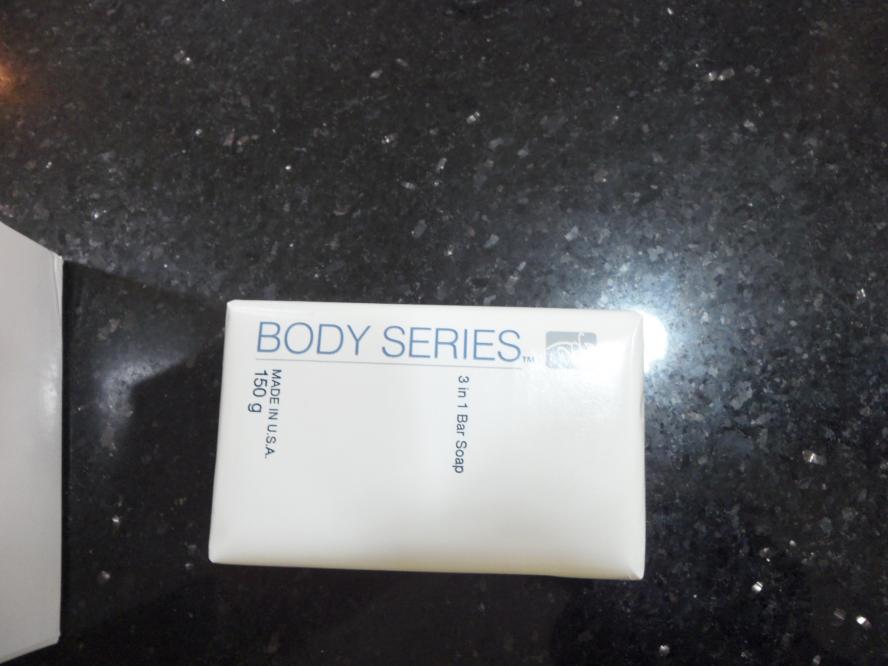 BODY SERIES™
3 in 1 Bar Soap
MADE IN U.S.A.
150 g